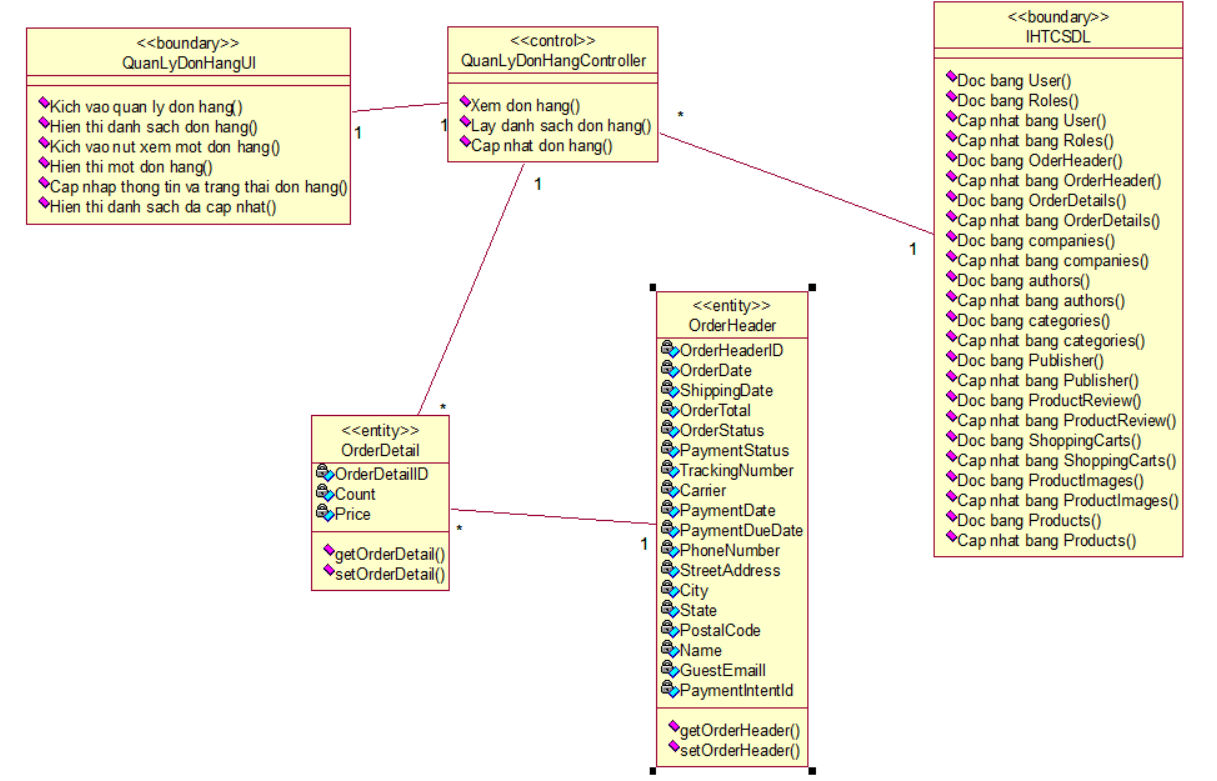 <<boundary>>
QuanLyDonHangUI
Kich vao quan ly don hang()
Hien thi danh sach don hang()
Kich vao nut xem mot don hang()
Hien thi mot don hang()
Cap nhap thong tin va trang thai don hang()
Hien thi danh sach da cap nhat()
1
1
<<control>>
QuanLyDonHangController
Xem don hang()
Lay danh sach don hang()
Cap nhat don hang()
*
1
1
*
<<boundary>>
IHTCSDL
Doc bang User()
Doc bang Roles()
Cap nhat bang User()
Cap nhat bang Roles()
Doc bang OderHeader()
Cap nhat bang OrderHeader()
Doc bang OrderDetails()
Cap nhat bang OrderDetails()
Doc bang companies()
Cap nhat bang companies()
Doc bang authors()
Cap nhat bang authors()
Doc bang categories()
Cap nhat bang categories()
Doc bang Publisher()
Cap nhat bang Publisher()
Doc bang ProductReview()
Cap nhat bang ProductReview()
Doc bang ShoppingCarts()
Cap nhat bang ShoppingCarts()
Doc bang ProductImages()
Cap nhat bang ProductImages()
Doc bang Products()
Cap nhat bang Products()
<<entity>>
OrderDetail
OrderDetailID
Count
Price
getOrderDetail()
setOrderDetail()
*
1
<<entity>>
OrderHeader
OrderHeaderID
OrderDate
ShippingDate
OrderTotal
OrderStatus
PaymentStatus
TrackingNumber
Carrier
PaymentDate
PaymentDueDate
PhoneNumber
StreetAddress
City
State
PostalCode
Name
GuestEmaill
PaymentIntentId
getOrderHeader()
setOrderHeader()